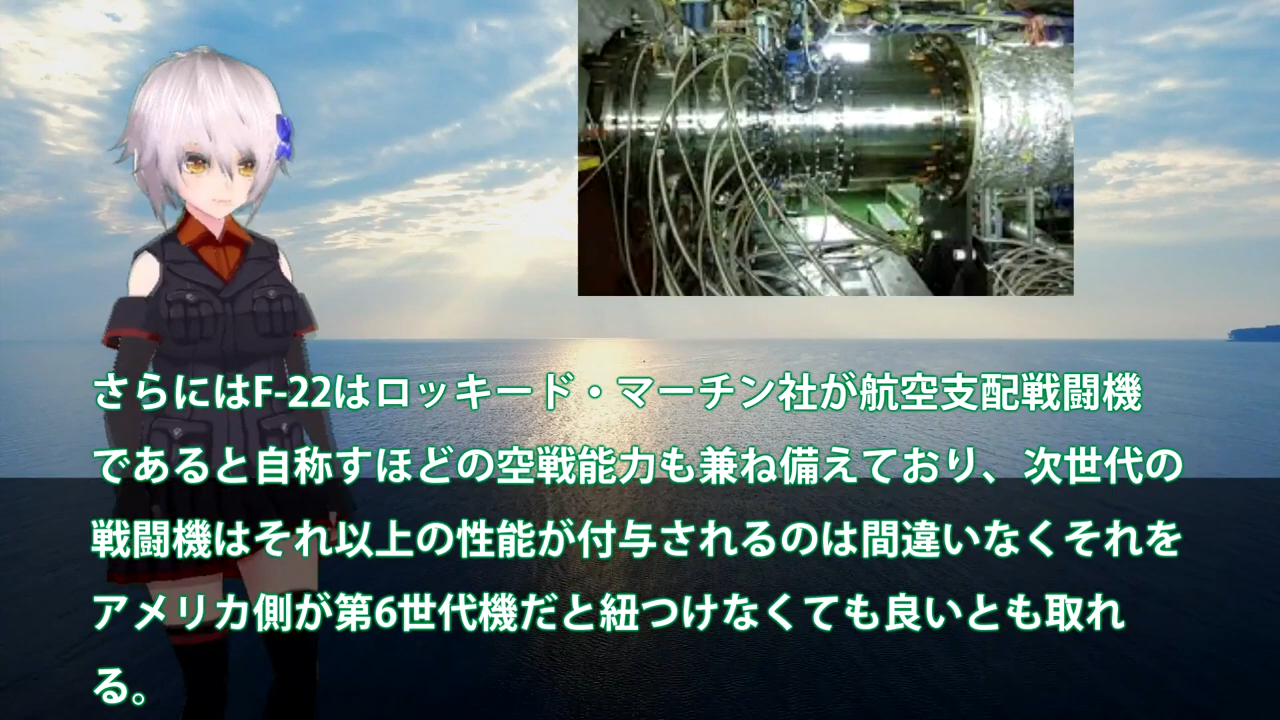 さらにはF-22はロッキード・マーチン社が航空支配戦闘機
であると自称すほどの空戦能力も兼ね備えており、次世代の
戦闘機はそれ以上の性能が付与されるのは間違いなくそれを
アメリカ側が第6世代機だと紐つけなくても良いとも取れ
る。